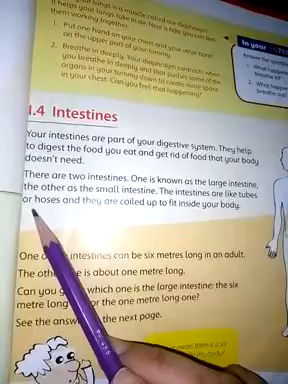 your lungs is a muscle called the diaphragm.
It helps your lungs take in air. Here is how you can feel
them working together.
1. Put one hand on your chest and your other hand
on the upper part of your tummy.
2. Breathe in deeply. Your diaphragm contracts when
you breathe in deeply and that pushes some of the
organs in your tummy down to create more space
in your chest. Can you feel that happening?
In your
Answer the
1. What happens
breathe
2. What happens
breathe out?
1.4 Intestines
Your intestines are part of your digestive system. They help
to digest the food you eat and get rid of food that your body
doesn't need.
There are two intestines. One is known as the large intestine,
the other as the small intestine. The intestines are like tubes
or hoses and they are coiled up to fit inside your body.
One intestines can be six metres long in an adult.
The is about one metre long.
Can you which one is the large intestine: the six
metre long or the one metre long one?
See the the next page.
mean there is a
my body?